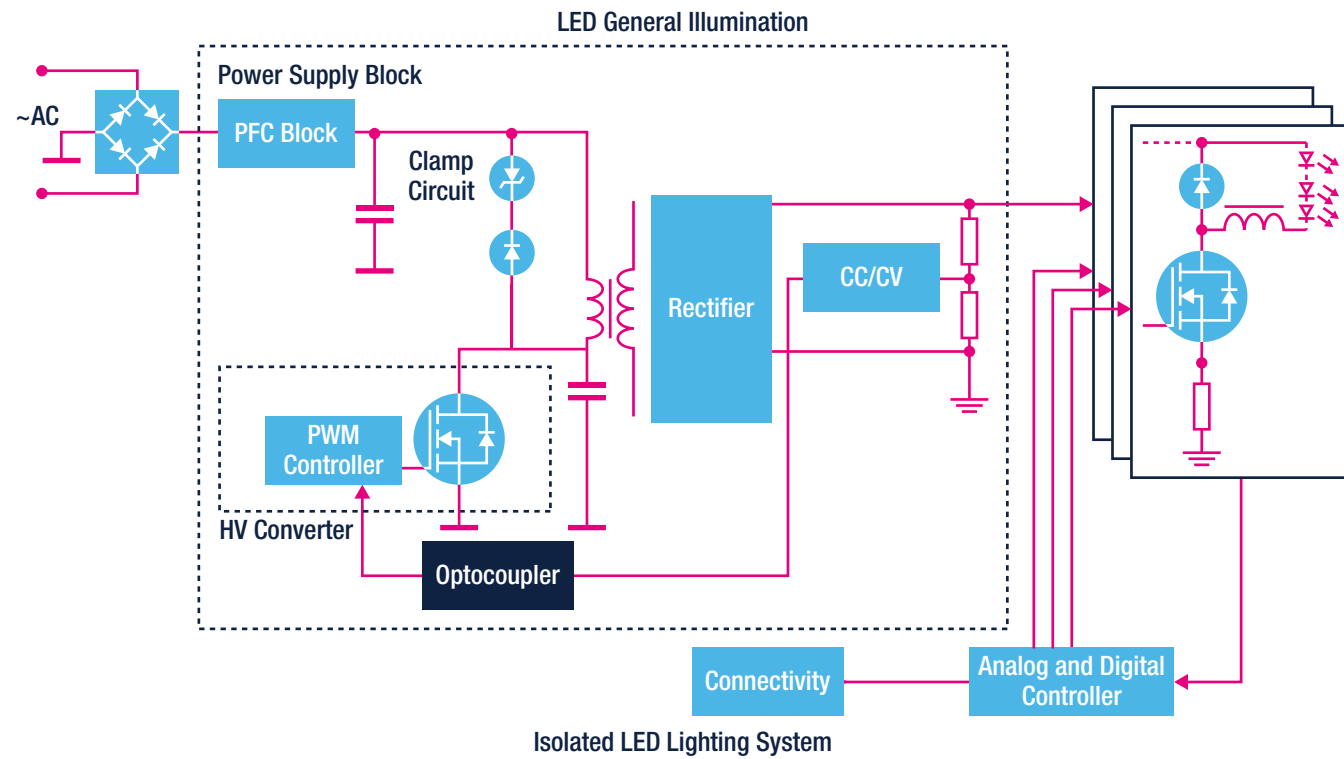 LED General Illumination
Power Supply Block
~AC
PFC Block
Clamp
Circuit
Rectifier
CC/CV
PWM
Controller
HV Converter
Optocoupler
Connectivity
Analog and Digital
Controller
Isolated LED Lighting System